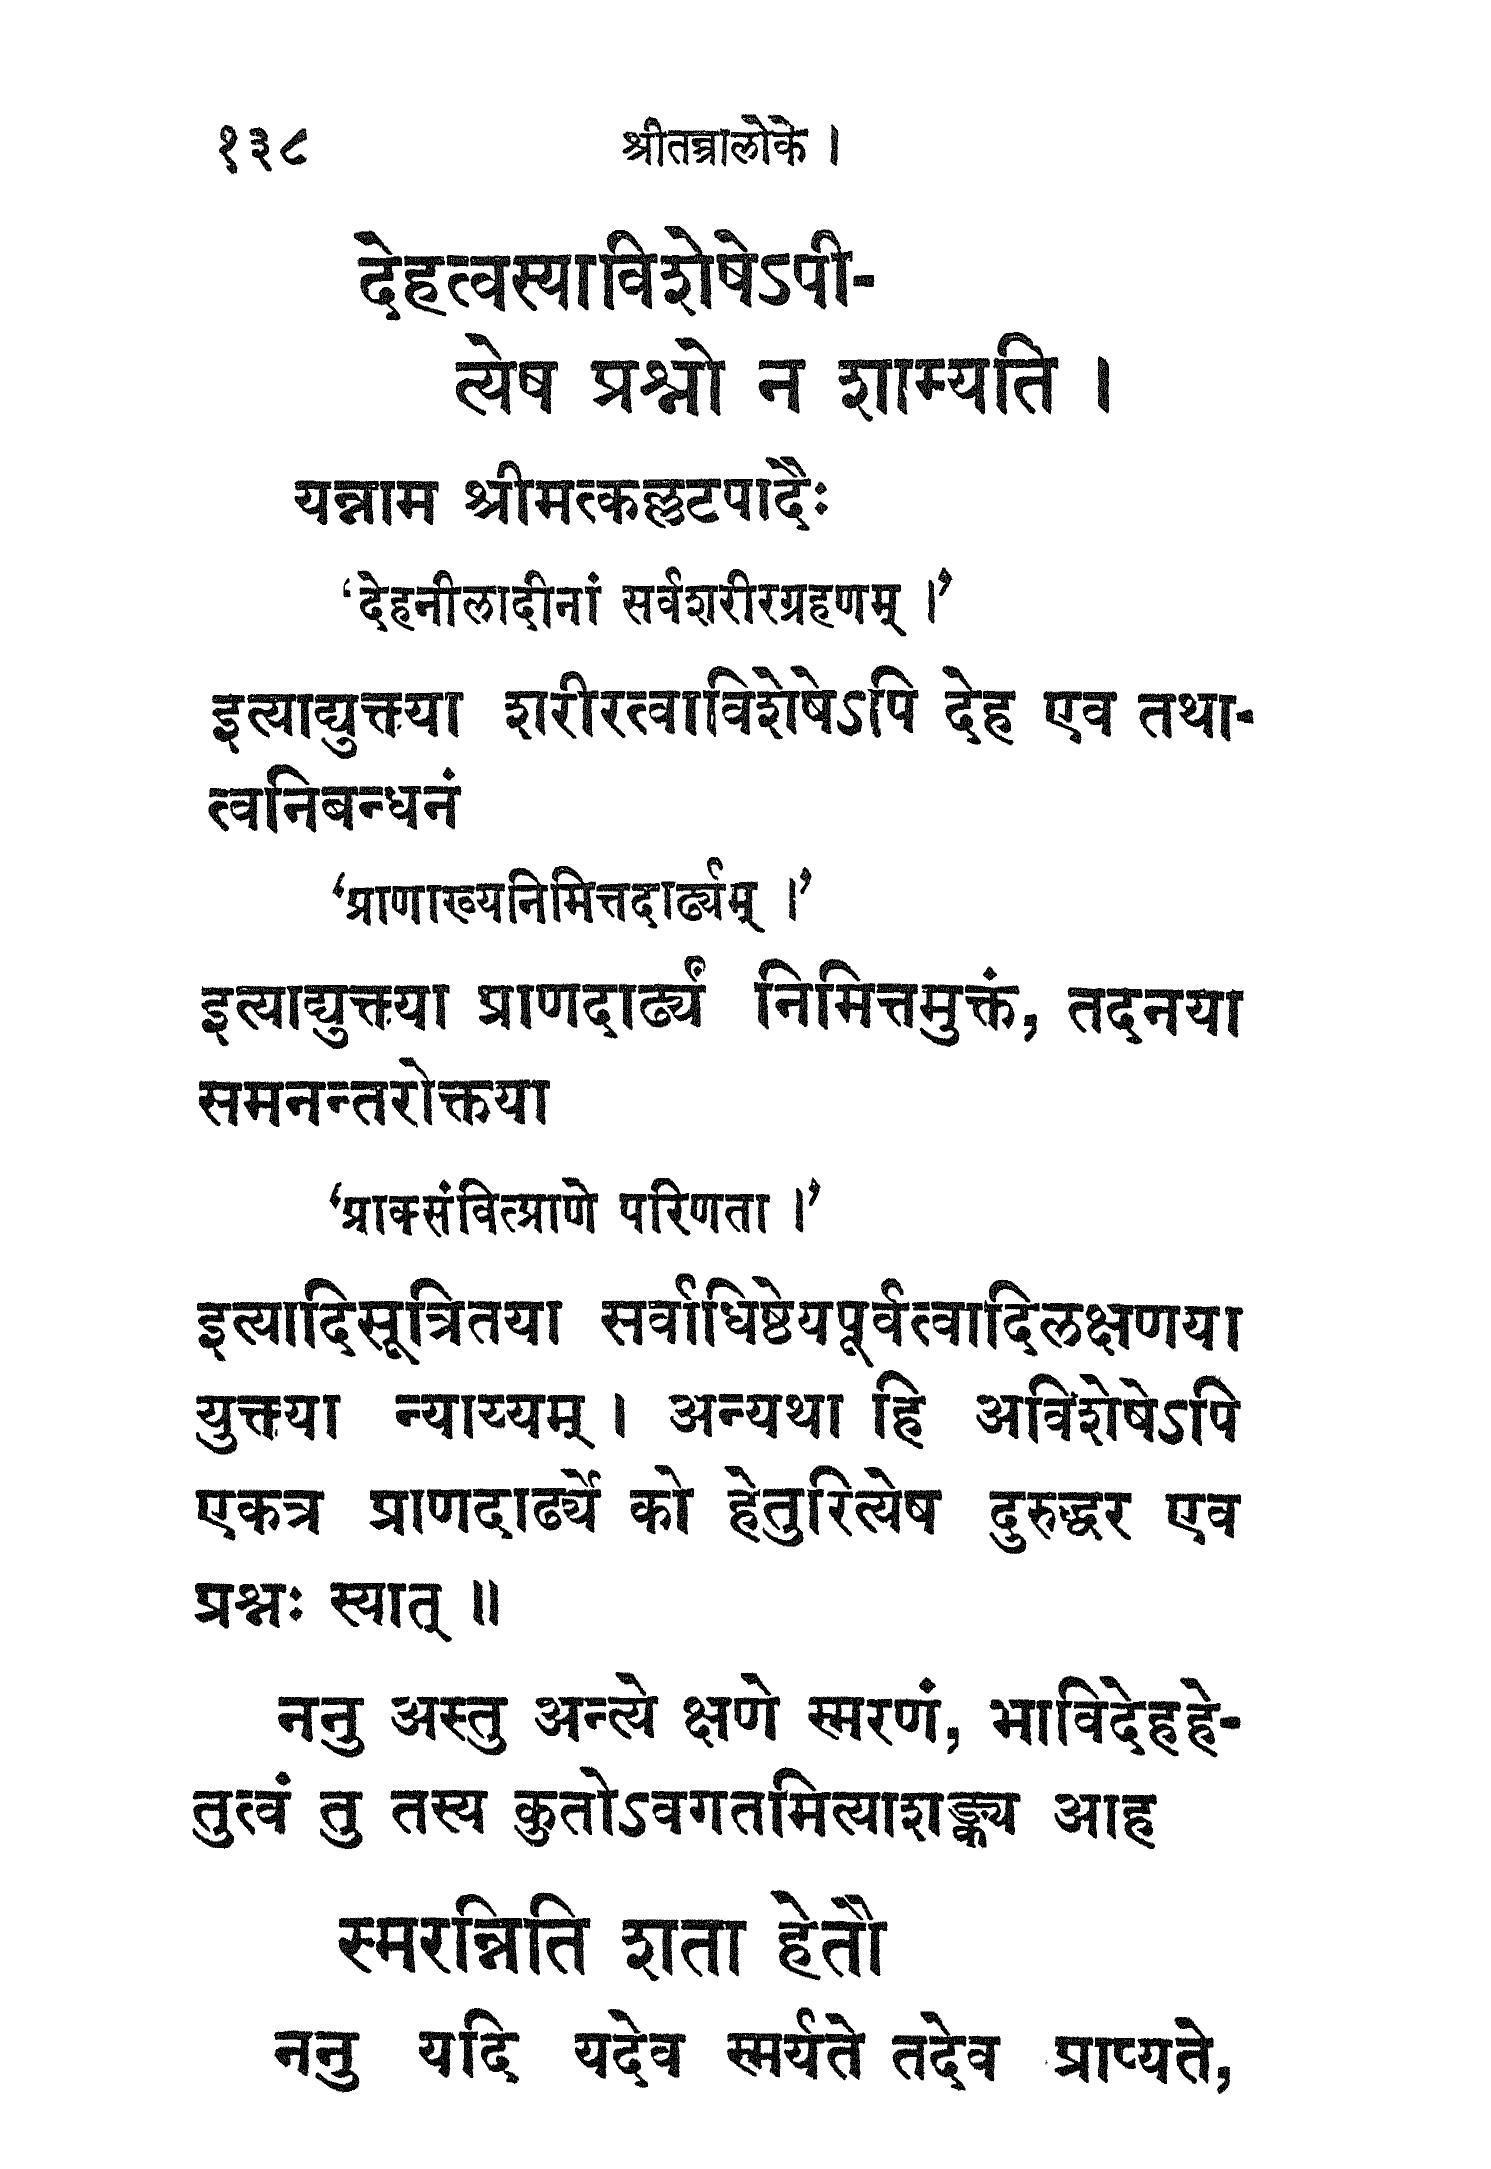 १३८ श्रीतन्त्रालोके ।
देहत्वस्याविशेषेऽपी-
त्येष प्रश्नो न शाम्यति ।
यन्नाम श्रीमत्कल्लटपादैः
‘देहनीलादीनां सर्वशरीरग्रहणम् ।’
इत्याद्युक्त्या शरीरत्वाविशेषेऽपि देह एव तथा-
त्वनिबन्धनं
‘प्राणाख्यनिमित्तदार्ढ्यम् ।’
इत्याद्युक्त्या प्राणदार्ढ्यं निमित्तमुक्तं, तदनया
समनन्तरोक्तया
‘प्राक्संवित्प्राणे परिणता ।’
इत्यादिसूत्रितया सर्वाधिष्ठेयपूर्वत्वादिलक्षणया
युक्त्या न्याय्यम् । अन्यथा हि अविशेषेऽपि
एकत्र प्राणदार्ढ्ये को हेतुरित्येष दुरुद्धर एव
प्रश्नः स्यात् ॥
ननु अस्तु अन्त्ये क्षणे स्मरणं, भाविदेहहे-
तुत्वं तु तस्य कुतोऽवगतमित्याशङ्क्य आह
स्मरन्निति शता हेतौ
ननु यदि यदेव स्मर्यते तदेव प्राप्यते,